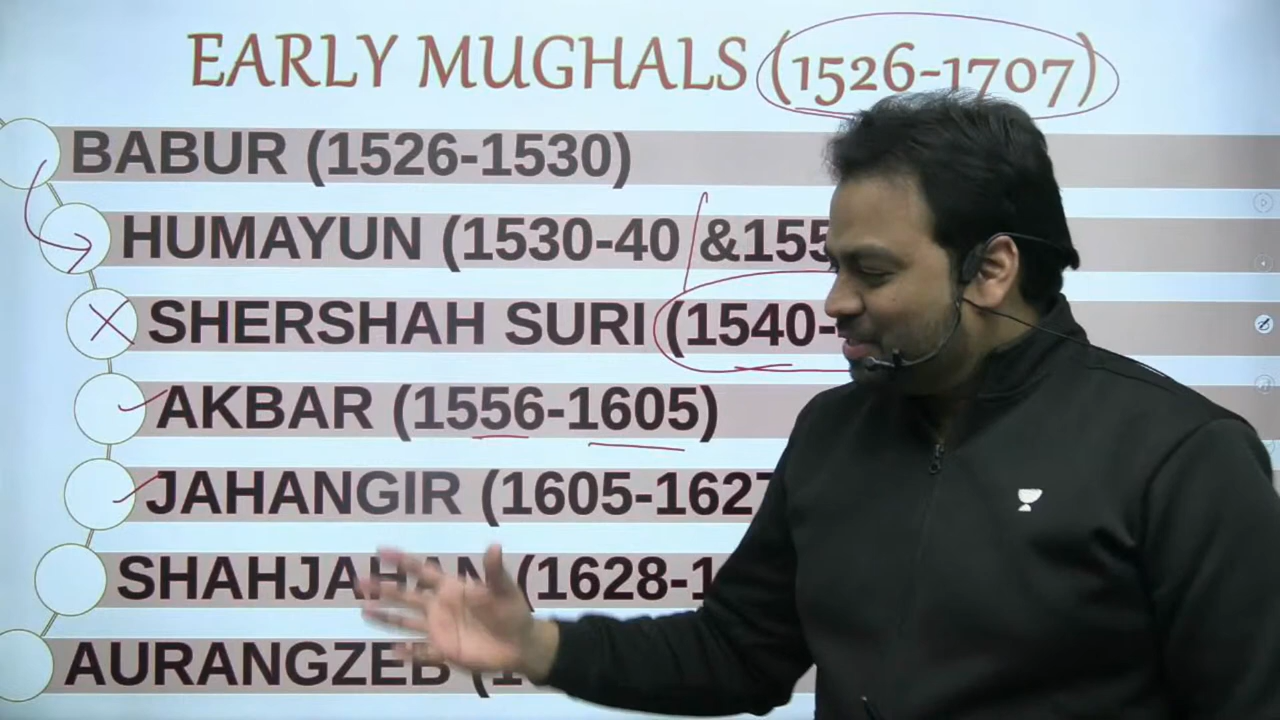 EARLY MUGHALS (1526-1707)
BABUR (1526-1530)
HUMAYUN (1530-40 &155
SHERSHAH SURI (1540-
AKBAR (1556-1605)
JAHANGIR (1605-1627
SHAHJAHAN (1628-1
AURANGZEB (1